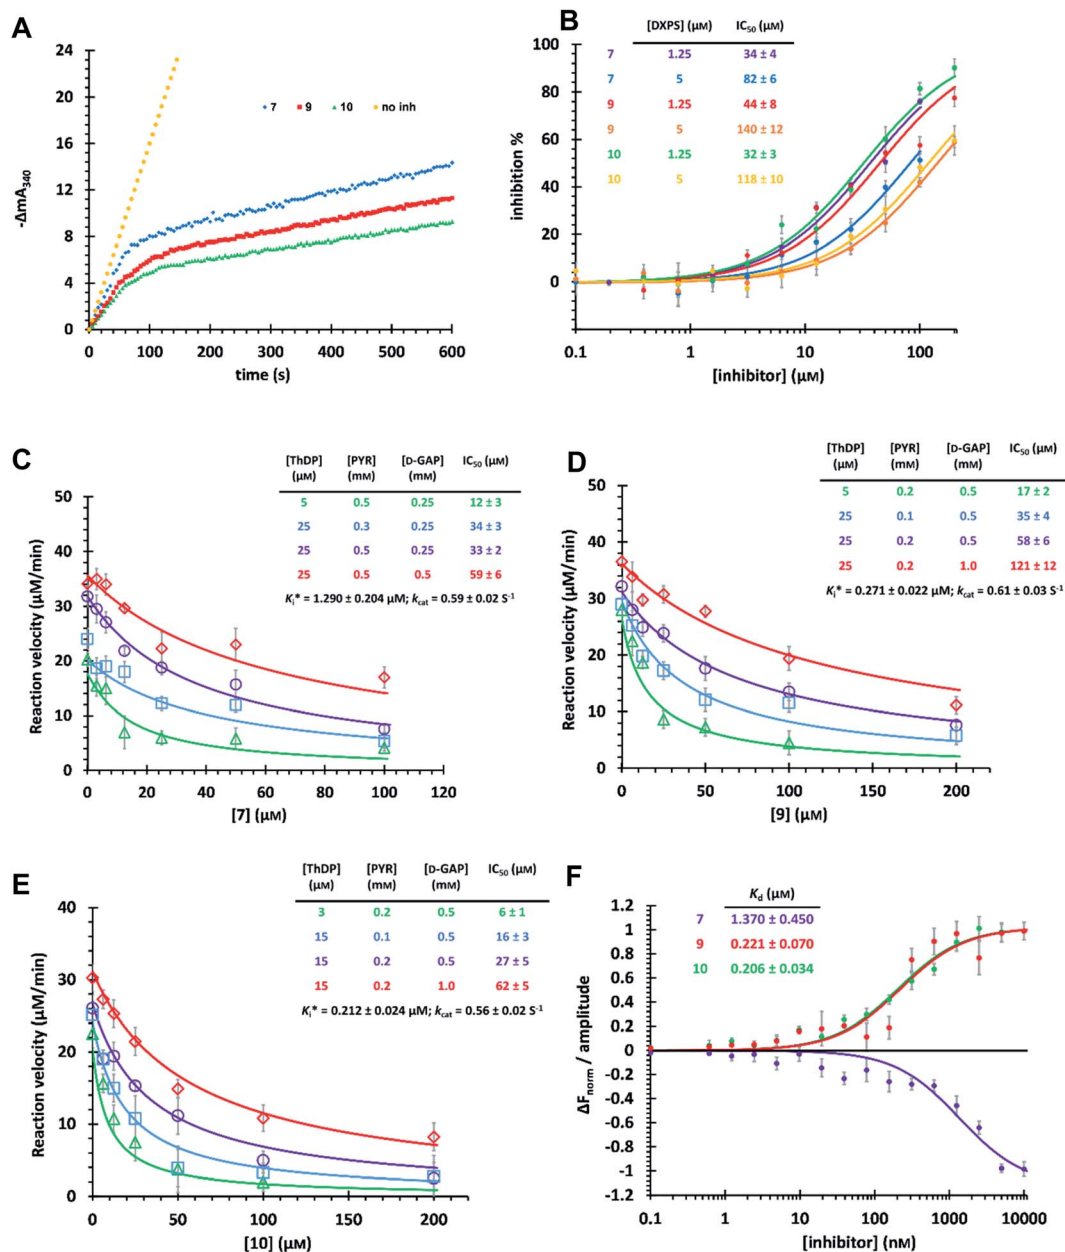 A
24
20
16
12
8
4
0
-ΔmA340
7 9 10 no inh
0 100 200 300 400 500 600
time (s)
B
[DXPS] (μM) IC50 (μM)
7 1.25 34 ± 4
7 5 82 ± 6
9 1.25 44 ± 8
9 5 140 ± 12
10 1.25 32 ± 3
10 5 118 ± 10
100
80
60
40
20
0
-20
inhibition %
0.1 1 10 100
[inhibitor] (μM)
C
[ThDP] [PYR] [D-GAP] IC50 (μM)
(μM) (mM) (mM)
5 0.5 0.25 12 ± 3
25 0.3 0.25 34 ± 3
25 0.5 0.25 33 ± 2
25 0.5 0.5 59 ± 6
Ki* = 1.290 ± 0.204 μM; kcat = 0.59 ± 0.02 S-1
50
40
30
20
10
0
Reaction velocity (μM/min)
0 20 40 60 80 100 120
[7] (μM)
D
[ThDP] [PYR] [D-GAP] IC50 (μM)
(μM) (mM) (mM)
5 0.2 0.5 17 ± 2
25 0.1 0.5 35 ± 4
25 0.2 0.5 58 ± 6
25 0.2 1.0 121 ± 12
Ki* = 0.271 ± 0.022 μM; kcat = 0.61 ± 0.03 S-1
50
40
30
20
10
0
Reaction velocity (μM/min)
0 50 100 150 200
[9] (μM)
E
[ThDP] [PYR] [D-GAP] IC50 (μM)
(μM) (mM) (mM)
3 0.2 0.5 6 ± 1
15 0.1 0.5 16 ± 3
15 0.2 0.5 27 ± 5
15 0.2 1.0 62 ± 5
Ki* = 0.212 ± 0.024 μM; kcat = 0.56 ± 0.02 S-1
40
30
20
10
0
Reaction velocity (μM/min)
0 50 100 150 200
[10] (μM)
F
Kd (μM)
7 1.370 ± 0.450
9 0.221 ± 0.070
10 0.206 ± 0.034
1.2
1
0.8
0.6
0.4
0.2
0
-0.2
-0.4
-0.6
-0.8
-1
-1.2
ΔFnorm / amplitude
0.1 1 10 100 1000 10000
[inhibitor] (nM)